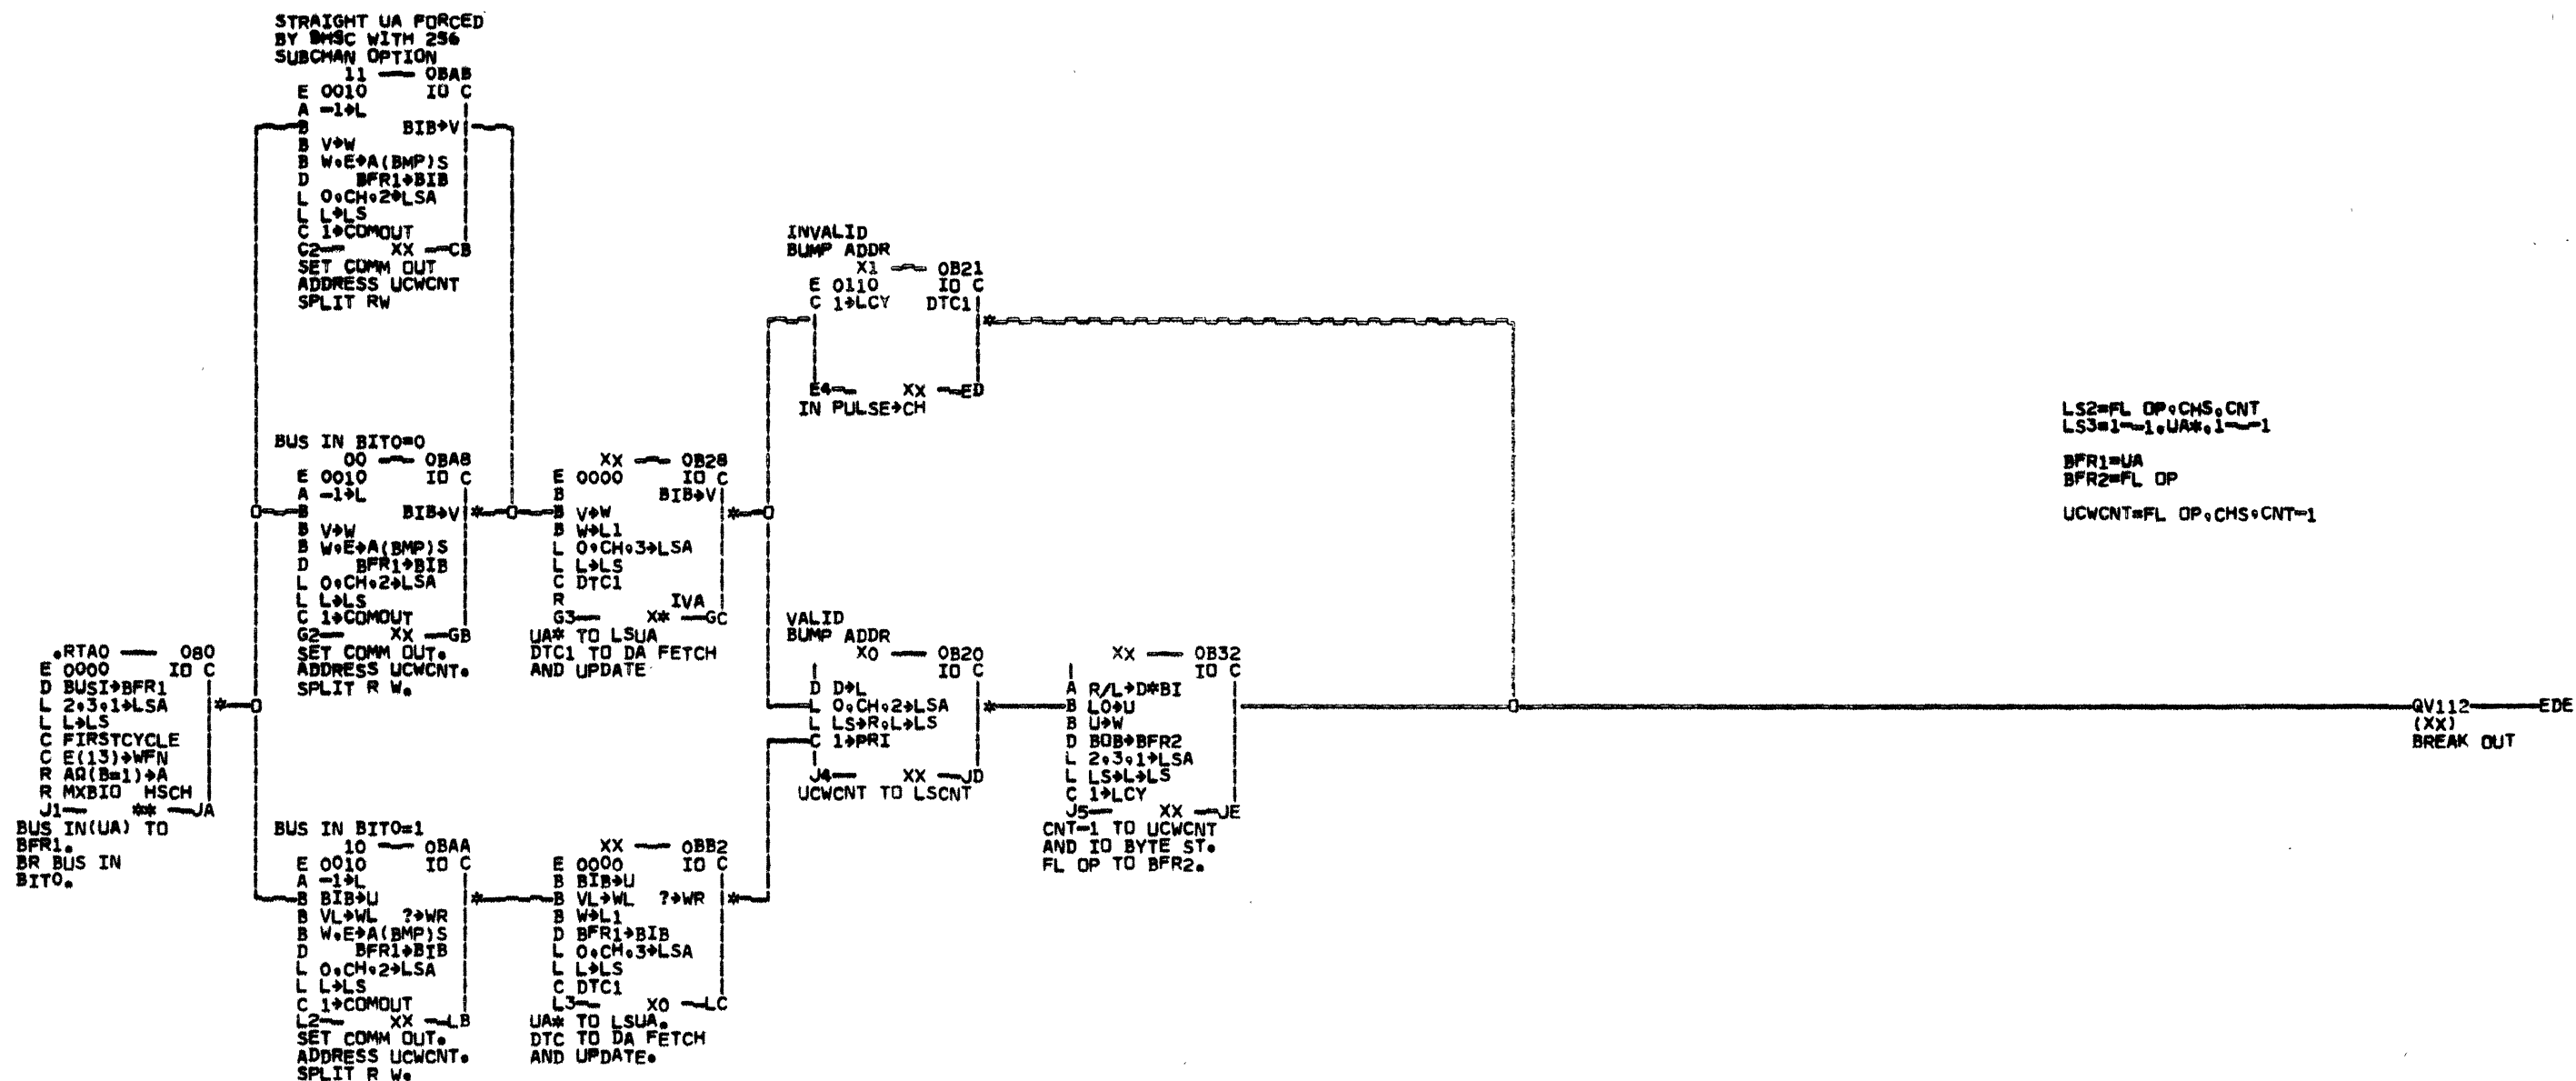 STRAIGHT UA FORCED
BY BMSC WITH 256
SUBCHAN OPTION
11 — 0BAB
E 0010 IO C
A -1→L
B BIB→V
B V→W
B W,E→A(BMP)S
D BFR1→BIB
L 0,CH,2→LSA
L L→LS
C 1→COMOUT
C2— XX —CB
SET COMM OUT
ADDRESS UCWCNT
SPLIT RW
BUS IN BIT0=0
00 — 0BA8
E 0010 IO C
A -1→L
B BIB→V *
B V→W
B W,E→A(BMP)S
D BFR1→BIB
L 0,CH,2→LSA
L L→LS
C 1→COMOUT
G2— XX —GB
SET COMM OUT.
ADDRESS UCWCNT.
SPLIT R W.
.RTA0 — 080
E 0000 IO C
D BUSI→BFR1
L 2,3,1→LSA *
L L→LS
C FIRSTCYCLE
C E(13)→WFN
R AΩ(B=1)→A
R MXBIO HSCH
J1— ** —JA
BUS IN(UA) TO
BFR1.
BR BUS IN
BIT0.
BUS IN BIT0=1
10 — 0BAA
E 0010 IO C
A -1→L
B BIB→U *
B VL→WL ?→WR
B W,E→A(BMP)S
D BFR1→BIB
L 0,CH,2→LSA
L L→LS
C 1→COMOUT
L2— XX —LB
SET COMM OUT.
ADDRESS UCWCNT.
SPLIT R W.
XX — 0B28
E 0000 IO C
B BIB→V
B V→W *
B W→L1
L 0,CH,3→LSA
L L→LS
C DTC1
R IVA
G3— X* —GC
UA* TO LSUA
DTC1 TO DA FETCH
AND UPDATE
XX — 0BB2
E 0000 IO C
B BIB→U
B VL→WL ?→WR *
B W→L1
D BFR1→BIB
L 0,CH,3→LSA
L L→LS
C DTC1
L3— X0 —LC
UA* TO LSUA.
DTC TO DA FETCH
AND UPDATE.
INVALID
BUMP ADDR
X1 — 0B21
E 0110 IO C
C 1→LCY DTC1
*
E4— XX —ED
IN PULSE→CH
VALID
BUMP ADDR
X0 — 0B20
IO C
D D→L
L 0,CH,2→LSA *
L LS→R,L→LS
C 1→PRI
J4— XX —JD
UCWCNT TO LSCNT
XX — 0B32
IO C
A R/L→D*BI
B L0→U
B U→W
D BOB→BFR2
L 2,3,1→LSA
L LS→L→LS
C 1→LCY
J5— XX —JE
CNT-1 TO UCWCNT
AND IO BYTE ST.
FL OP TO BFR2.
LS2=FL OP,CHS,CNT
LS3=1—1,UA*,1—1
BFR1=UA
BFR2=FL OP
UCWCNT=FL OP,CHS,CNT-1
QV112 — EDE
(XX)
BREAK OUT